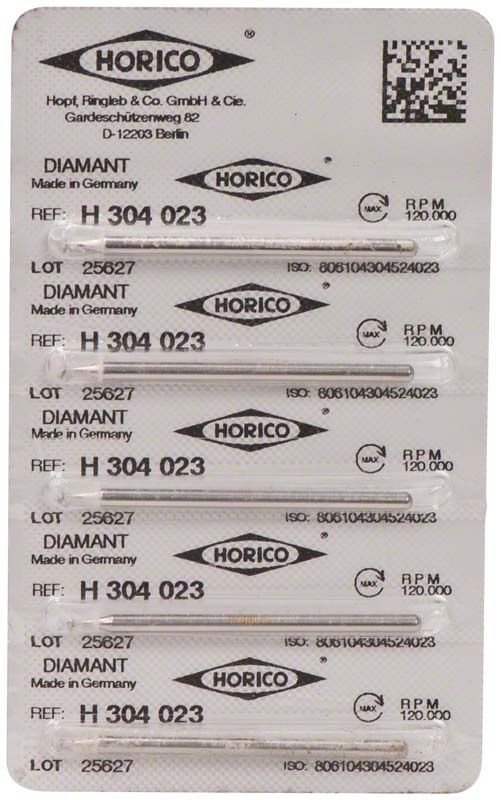 HORICO ®
Hopf, Ringleb & Co. GmbH & Cie.
Gardeschützenweg 82
D-12203 Berlin
DIAMANT HORICO ®
Made in Germany
REF: H 304 023 MAX RPM 120.000
LOT 25627 ISO: 806104304524023
DIAMANT HORICO ®
Made in Germany
REF: H 304 023 MAX RPM 120.000
LOT 25627 ISO: 806104304524023
DIAMANT HORICO ®
Made in Germany
REF: H 304 023 MAX RPM 120.000
LOT 25627 ISO: 806104304524023
DIAMANT HORICO ®
Made in Germany
REF: H 304 023 MAX RPM 120.000
LOT 25627 ISO: 806104304524023
DIAMANT HORICO ®
Made in Germany
REF: H 304 023 MAX RPM 120.000
LOT 25627 ISO: 806104304524023